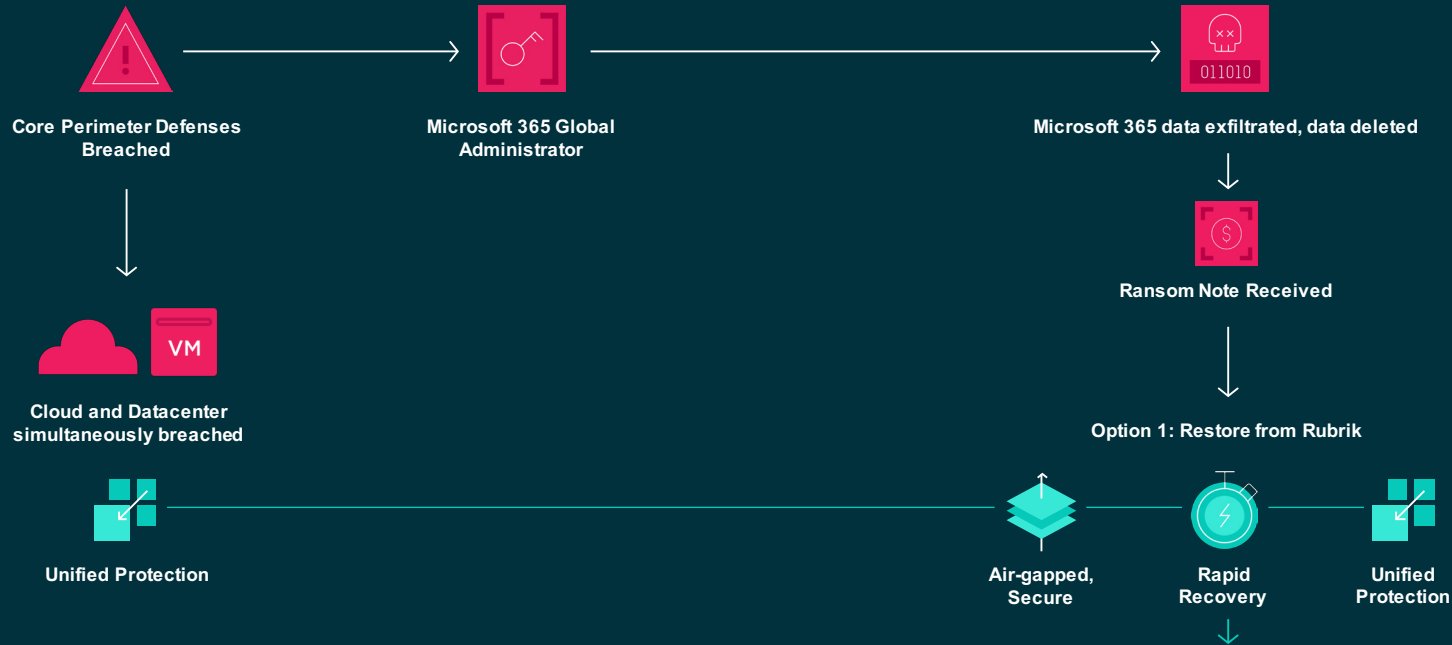 Core Perimeter Defenses
Breached
Microsoft 365 Global
Administrator
011010
Microsoft 365 data exfiltrated, data deleted
$
Ransom Note Received
VM
Cloud and Datacenter
simultaneously breached
Option 1: Restore from Rubrik
Unified Protection
Air-gapped,
Secure
Rapid
Recovery
Unified
Protection